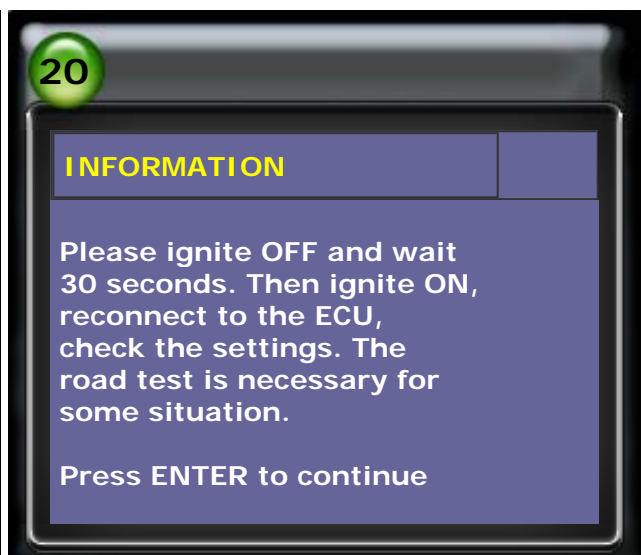 20
INFORMATION
Please ignite OFF and wait
30 seconds. Then ignite ON,
reconnect to the ECU,
check the settings. The
road test is necessary for
some situation.
Press ENTER to continue